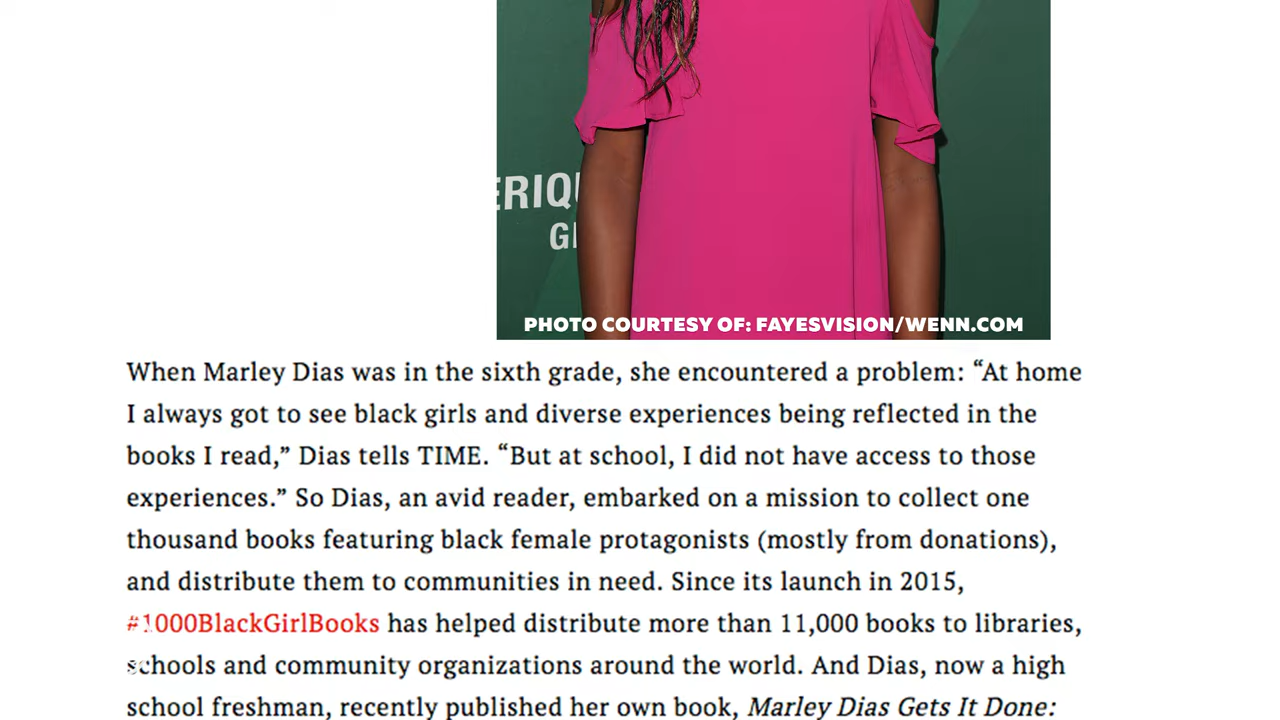 ERIQU
GI
PHOTO COURTESY OF: FAYESVISION/WENN.COM
When Marley Dias was in the sixth grade, she encountered a problem: “At home
I always got to see black girls and diverse experiences being reflected in the
books I read,” Dias tells TIME. “But at school, I did not have access to those
experiences.” So Dias, an avid reader, embarked on a mission to collect one
thousand books featuring black female protagonists (mostly from donations),
and distribute them to communities in need. Since its launch in 2015,
#1000BlackGirlBooks has helped distribute more than 11,000 books to libraries,
schools and community organizations around the world. And Dias, now a high
school freshman, recently published her own book, Marley Dias Gets It Done: